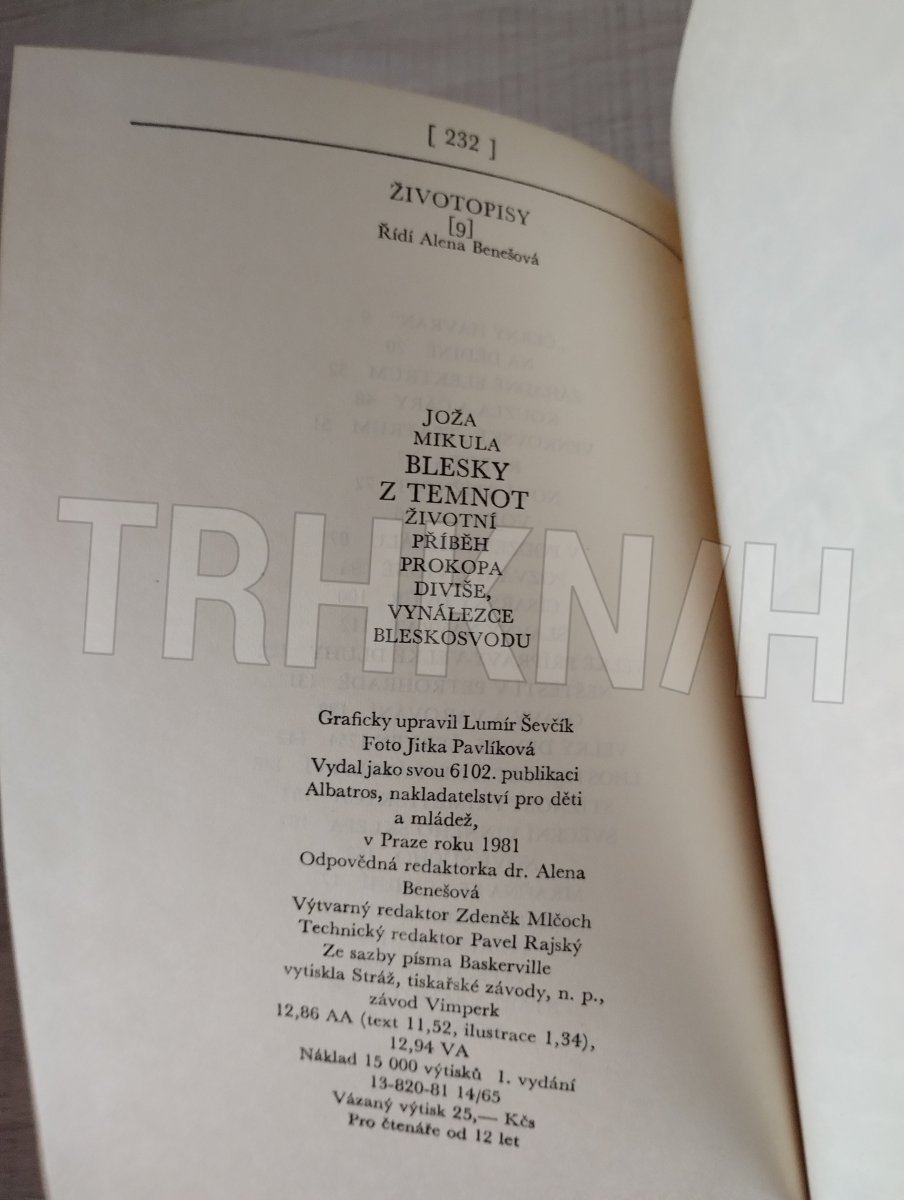 [ 232 ]
ŽIVOTOPISY
[9]
Řídí Alena Benešová
JOŽA
MIKULA
BLESKY
Z TEMNOT
ŽIVOTNÍ
PŘÍBĚH
PROKOPA
DIVIŠE,
VYNÁLEZCE
BLESKOSVODU
TRHKNIH
Graficky upravil Lumír Ševčík
Foto Jitka Pavlíková
Vydal jako svou 6102. publikaci
Albatros, nakladatelství pro děti
a mládež,
v Praze roku 1981
Odpovědná redaktorka dr. Alena
Benešová
Výtvarný redaktor Zdeněk Mlčoch
Technický redaktor Pavel Rajský
Ze sazby písma Baskerville
vytiskla Stráž, tiskařské závody, n. p.,
závod Vimperk
12,86 AA (text 11,52, ilustrace 1,34),
12,94 VA
Náklad 15 000 výtisků 1. vydání
13-820-81 14/65
Vázaný výtisk 25,— Kčs
Pro čtenáře od 12 let